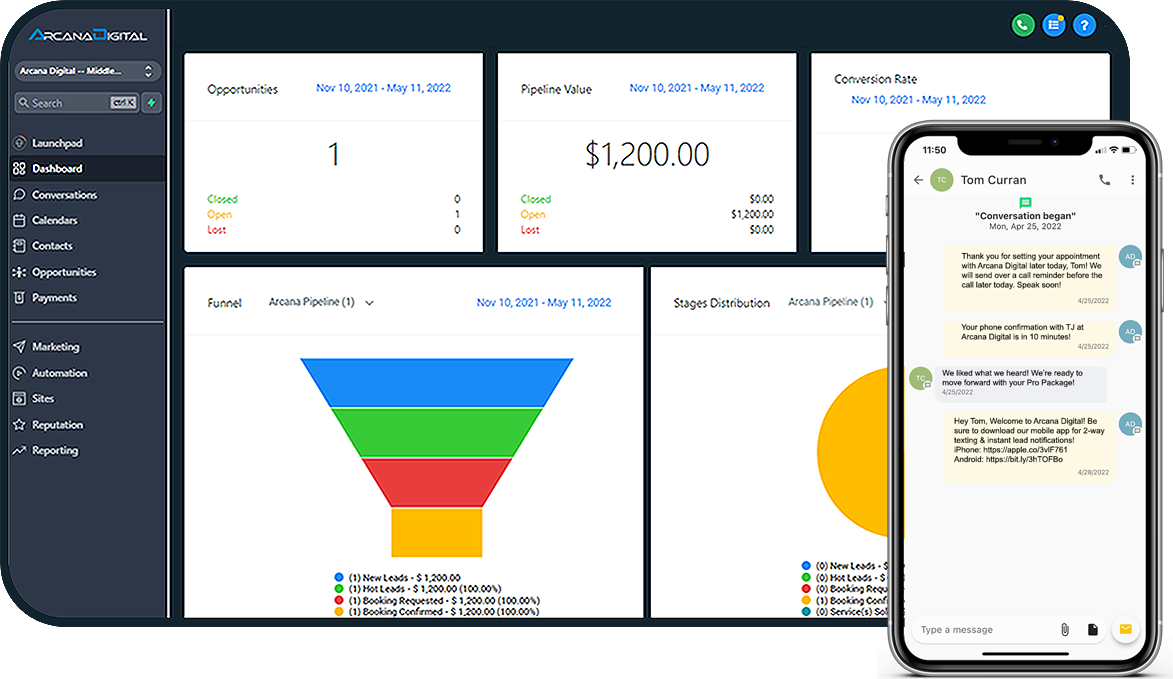 ARCANADIGITAL
Arcana Digital -- Middle...
Search
ctrl K
Launchpad
Dashboard
Conversations
Calendars
Contacts
Opportunities
Payments
Marketing
Automation
Sites
Reputation
Reporting
?
Opportunities
Nov 10, 2021 - May 11, 2022
1
Closed 0
Open 1
Lost 0
Pipeline Value
Nov 10, 2021 - May 11, 2022
$1,200.00
Closed $0.00
Open $1,200.00
Lost $0.00
Conversion Rate
Nov 10, 2021 - May 11, 2022
Funnel
Arcana Pipeline (1)
Nov 10, 2021 - May 11, 2022
(1) New Leads - $ 1,200.00
(1) Hot Leads - $ 1,200.00 (100.00%)
(1) Booking Requested - $ 1,200.00 (100.00%)
(1) Booking Confirmed - $ 1,200.00 (100.00%)
Stages Distribution
Arcana Pipeline (1)
(0) New Leads - $
(0) Hot Leads - $
(0) Booking Requ
(1) Booking Confi
(0) Service(s) Sol
11:50
TC
Tom Curran
"Conversation began"
Mon, Apr 25, 2022
Thank you for setting your appointment
with Arcana Digital later today, Tom! We
will send over a call reminder before the
call later today. Speak soon!
4/25/2022
AD
Your phone confirmation with TJ at
Arcana Digital is in 10 minutes!
4/25/2022
AD
TC
We liked what we heard! We're ready to
move forward with your Pro Package!
4/25/2022
Hey Tom, Welcome to Arcana Digital! Be
sure to download our mobile app for 2-way
texting & instant lead notifications!
iPhone: https://apple.co/3vlF761
Android: https://bit.ly/3hTOFBo
4/28/2022
AD
Type a message